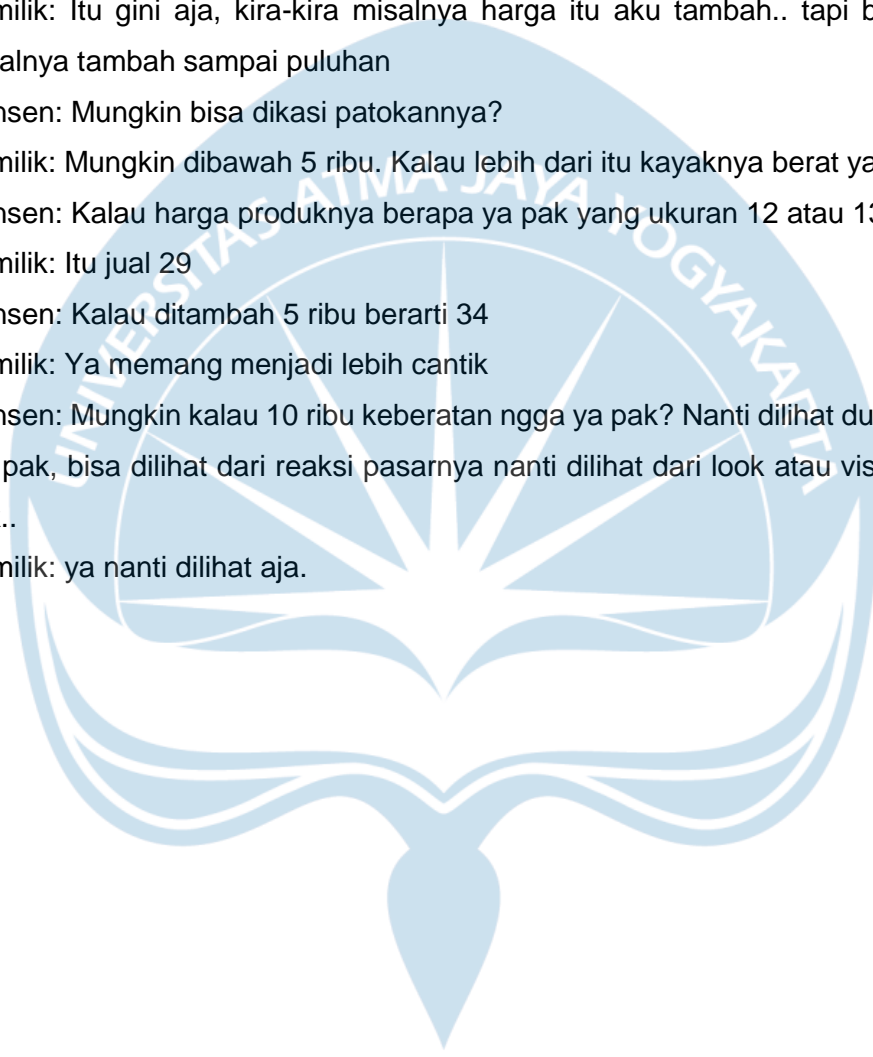 milik: Itu gini aja, kira-kira misalnya harga itu aku tambah.. tapi b
alnya tambah sampai puluhan
nsen: Mungkin bisa dikasi patokannya?
milik: Mungkin dibawah 5 ribu. Kalau lebih dari itu kayaknya berat ya
nsen: Kalau harga produknya berapa ya pak yang ukuran 12 atau 13
milik: Itu jual 29
nsen: Kalau ditambah 5 ribu berarti 34
milik: Ya memang menjadi lebih cantik
nsen: Mungkin kalau 10 ribu keberatan ngga ya pak? Nanti dilihat du
pak, bisa dilihat dari reaksi pasarnya nanti dilihat dari look atau vis
..
milik: ya nanti dilihat aja.
UNIVERSITAS ATMA JAYA YOGYAKARTA